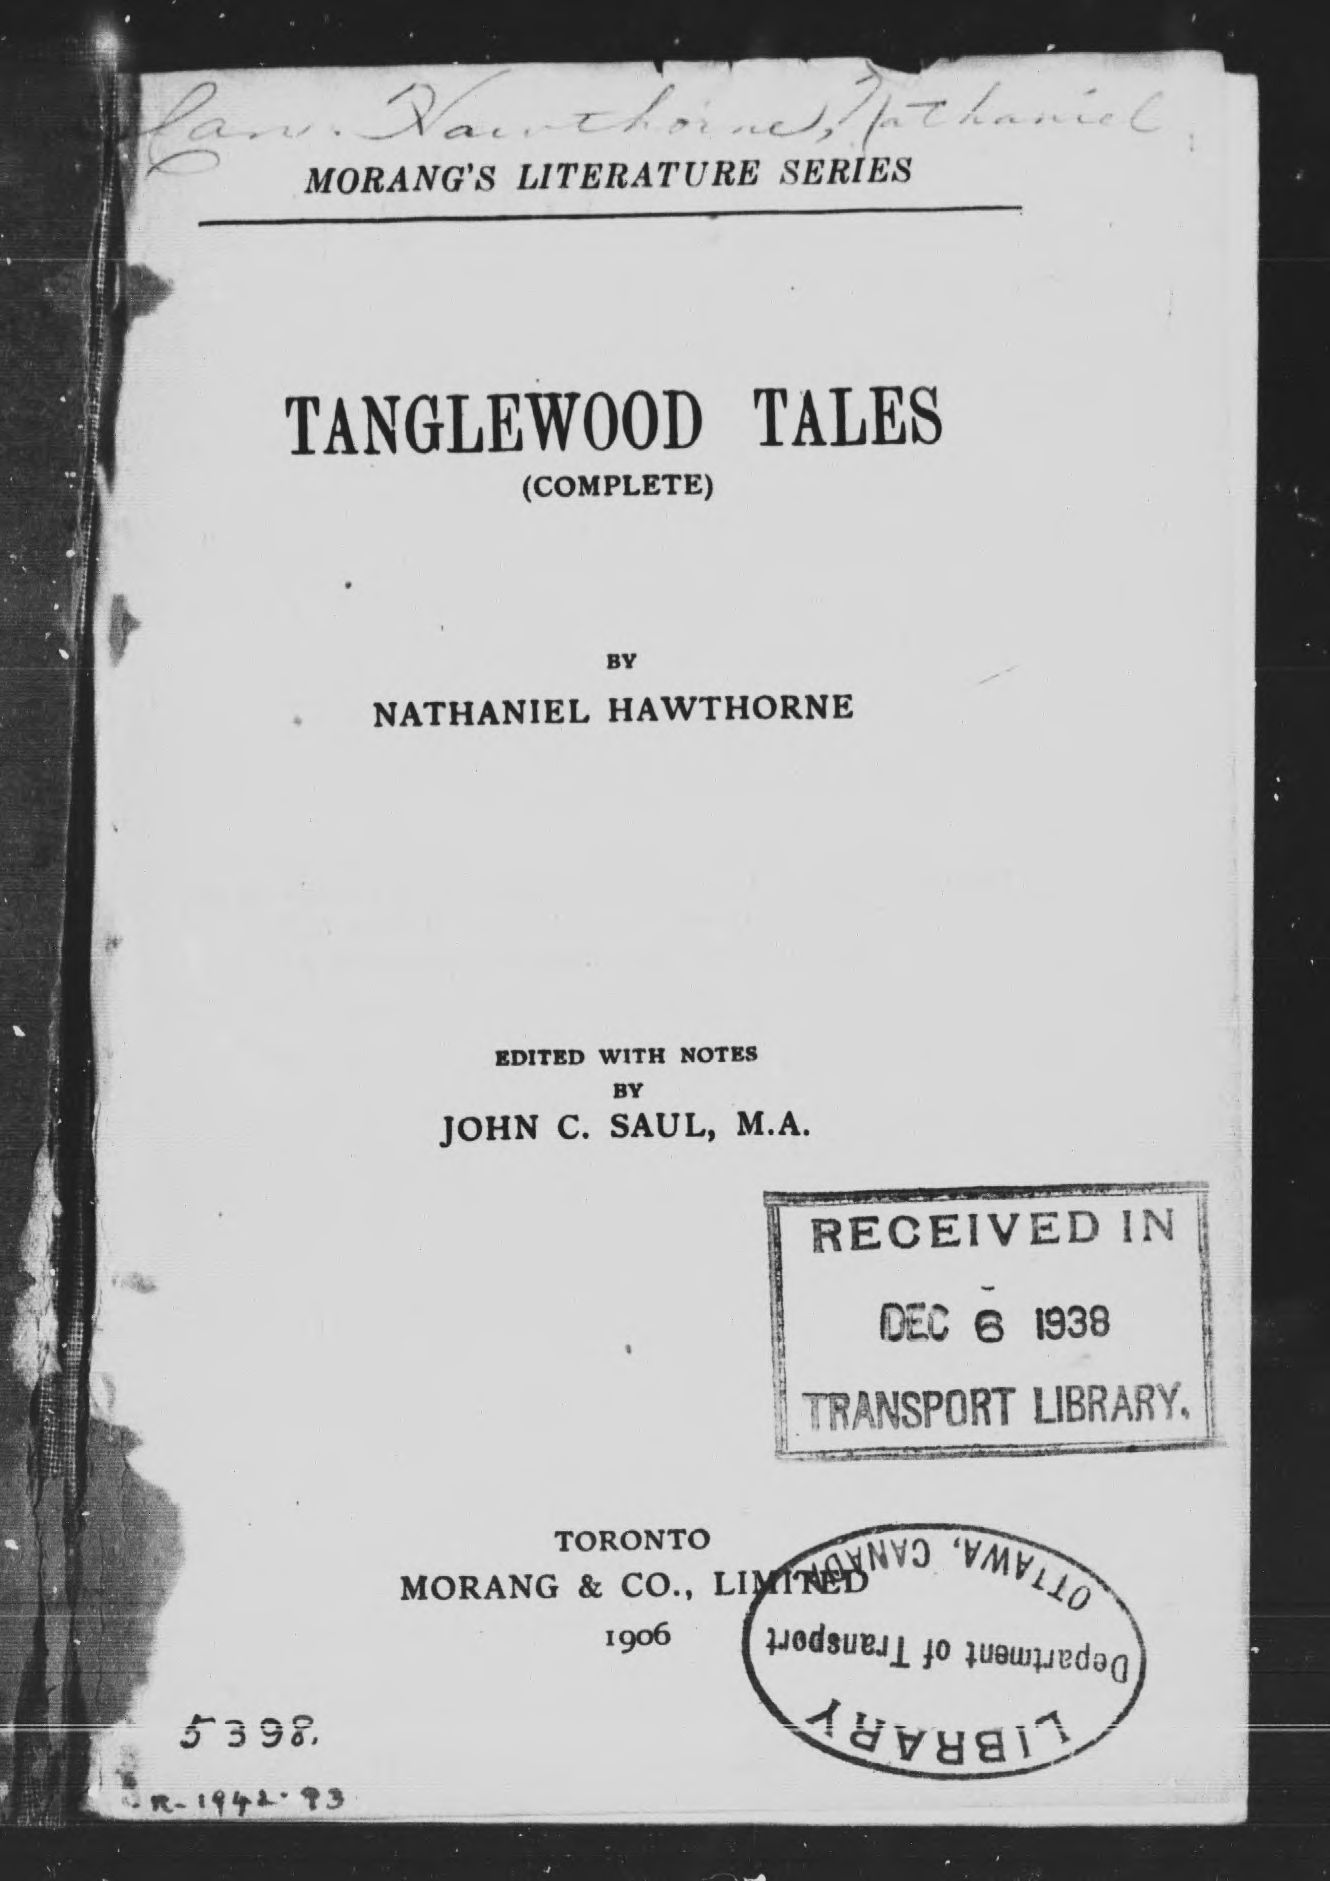 Can. Hawthorne, Nathaniel.
MORANG'S LITERATURE SERIES
TANGLEWOOD TALES
(COMPLETE)
BY
NATHANIEL HAWTHORNE
EDITED WITH NOTES
BY
JOHN C. SAUL, M.A.
RECEIVED IN
DEC 6 1938
TRANSPORT LIBRARY.
TORONTO
MORANG & CO., LIMITED
1906
LIBRARY
Department of Transport
OTTAWA, CANADA
5398.
R-1942-93